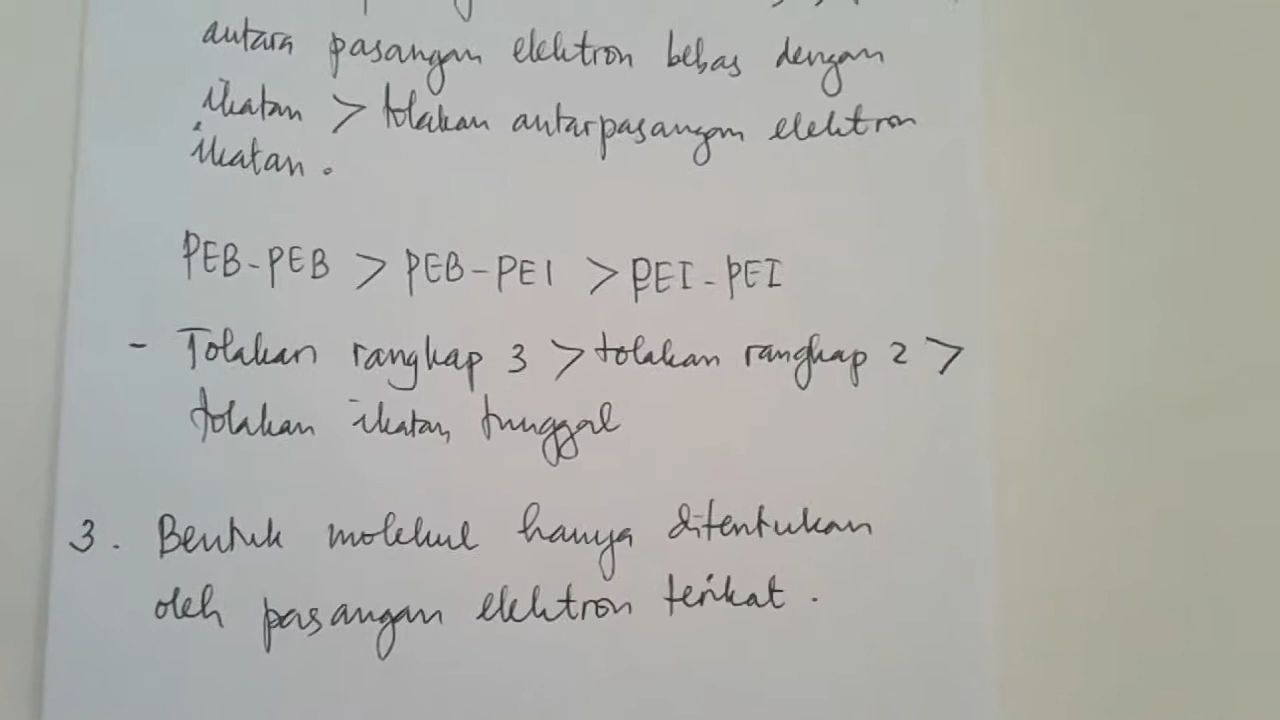 antara pasangan elektron bebas dengan
ikatan > tolakan antarpasangan elektron
ikatan.
PEB-PEB > PEB-PEI > PEI-PEI
- Tolakan rangkap 3 > tolakan rangkap 2 >
tolakan ikatan tunggal
3. Bentuk molekul hanya ditentukan
oleh pasangan elektron terikat.